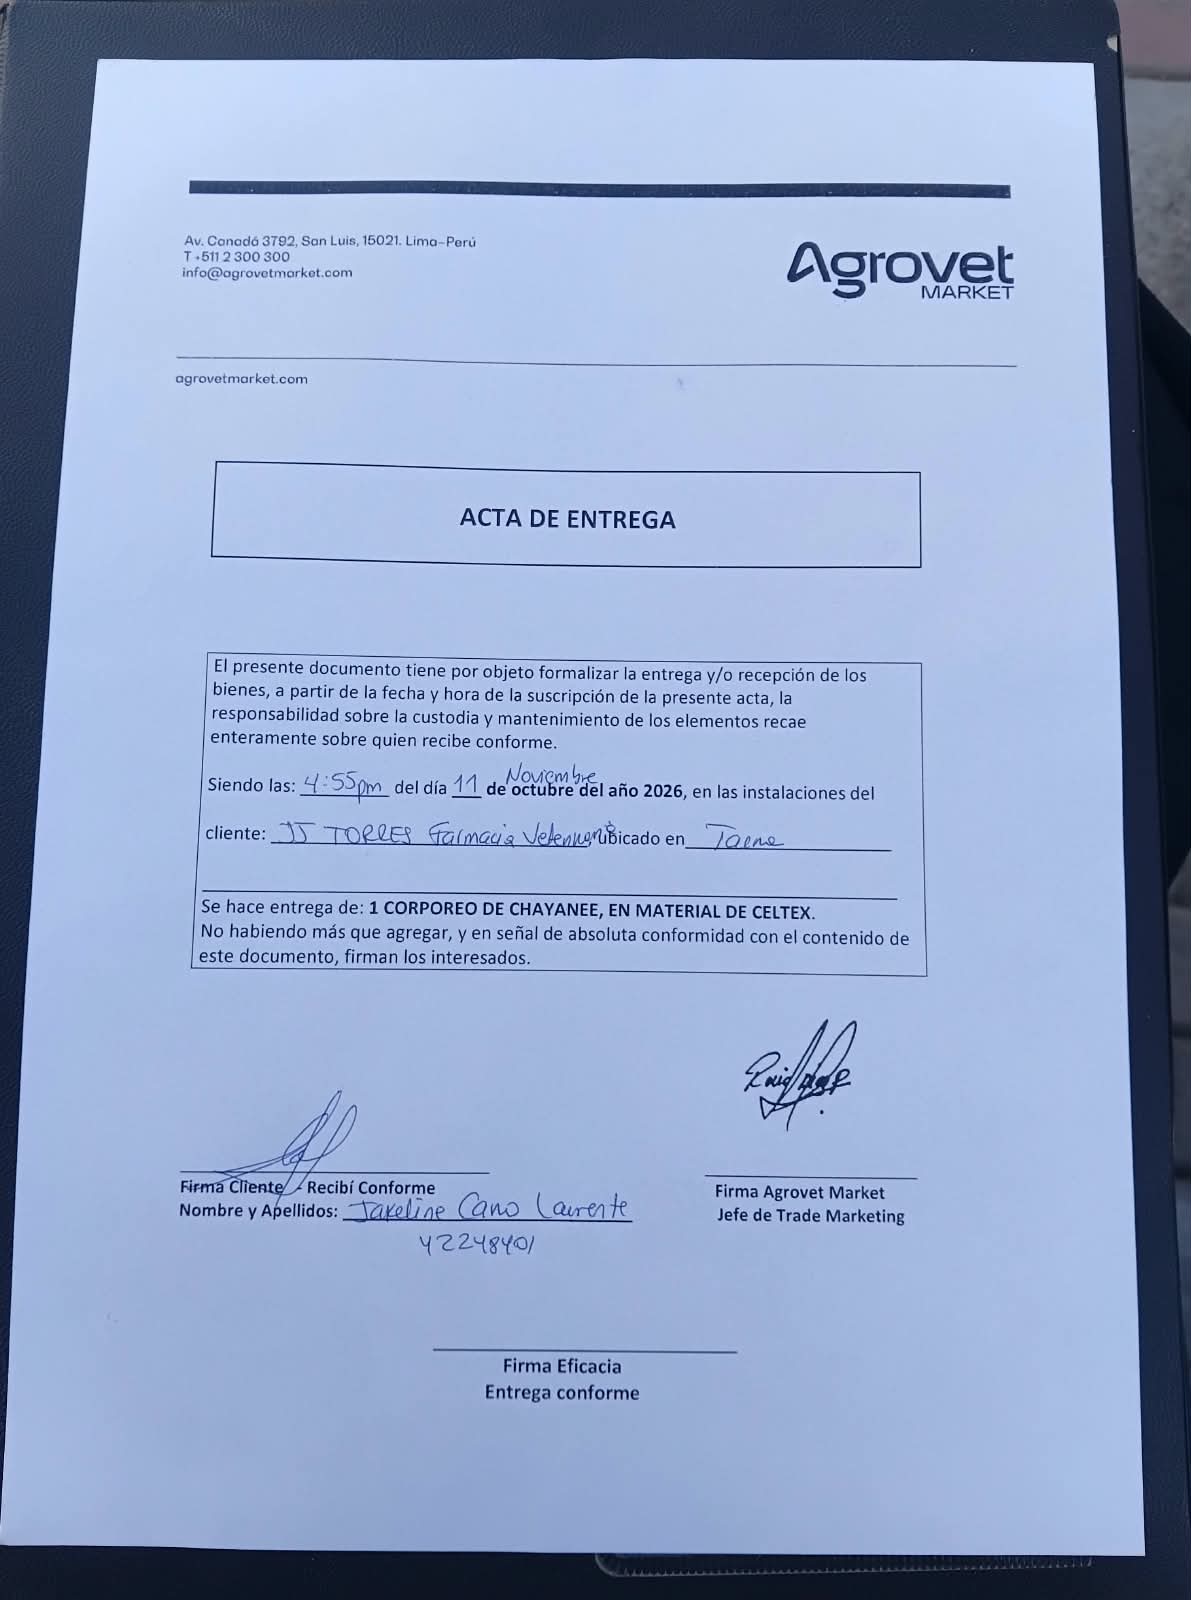 Av. Canadá 3792, San Luis, 15021. Lima-Perú
T +511 2 300 300
info@agrovetmarket.com
Agrovet
MARKET
agrovetmarket.com
ACTA DE ENTREGA
El presente documento tiene por objeto formalizar la entrega y/o recepción de los
bienes, a partir de la fecha y hora de la suscripción de la presente acta, la
responsabilidad sobre la custodia y mantenimiento de los elementos recae
enteramente sobre quien recibe conforme.
Noviembre
Siendo las: 4:55pm del día 11 de octubre del año 2026, en las instalaciones del
cliente: JJ TORRES Farmacia ubicado en
Se hace entrega de: 1 CORPOREO DE CHAYANEE, EN MATERIAL DE CELTEX.
No habiendo más que agregar, y en señal de absoluta conformidad con el contenido de
este documento, firman los interesados.
Firma Cliente - Recibí Conforme
Nombre y Apellidos: Jakeline Cano Laurente
42248401
Firma Agrovet Market
Jefe de Trade Marketing
Firma Eficacia
Entrega conforme